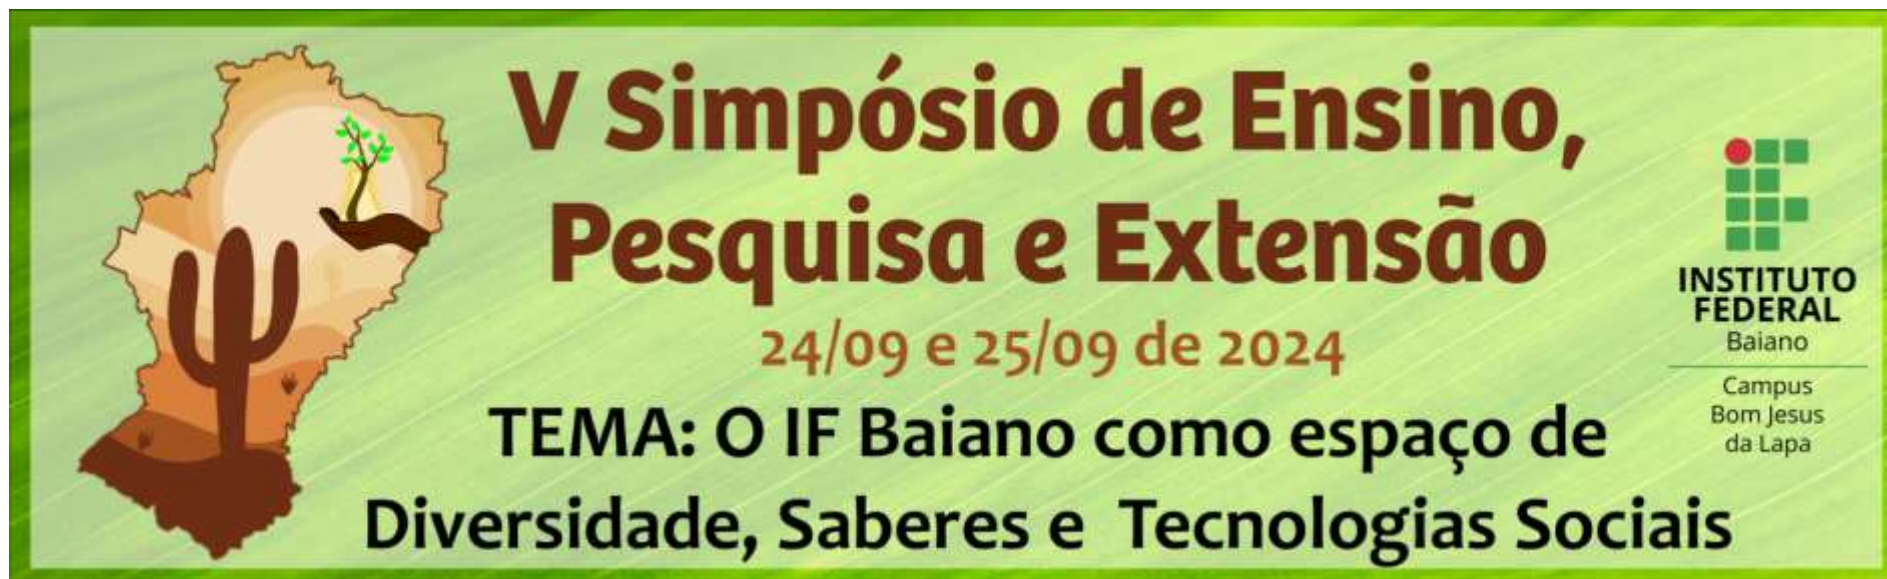 V Simpósio de Ensino,
Pesquisa e Extensão
24/09 e 25/09 de 2024
TEMA: O IF Baiano como espaço de
Diversidade, Saberes e Tecnologias Sociais
INSTITUTO
FEDERAL
Baiano
Campus
Bom Jesus
da Lapa